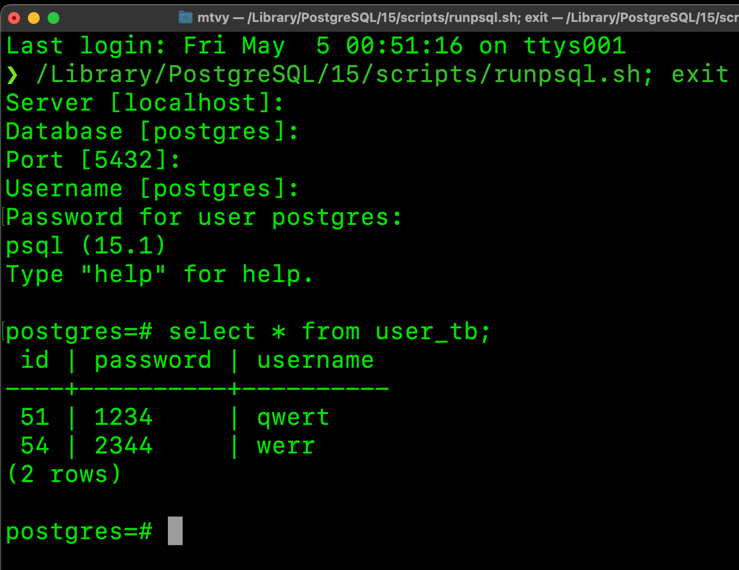 mtvy — /Library/PostgreSQL/15/scripts/runpsql.sh; exit — /Library/PostgreSQL/15/scr
Last login: Fri May  5 00:51:16 on ttys001
❯ /Library/PostgreSQL/15/scripts/runpsql.sh; exit
Server [localhost]:
Database [postgres]:
Port [5432]:
Username [postgres]:
Password for user postgres:
psql (15.1)
Type "help" for help.
postgres=# select * from user_tb;
 id | password | username
----+----------+----------
 51 | 1234     | qwert
 54 | 2344     | werr
(2 rows)
postgres=#